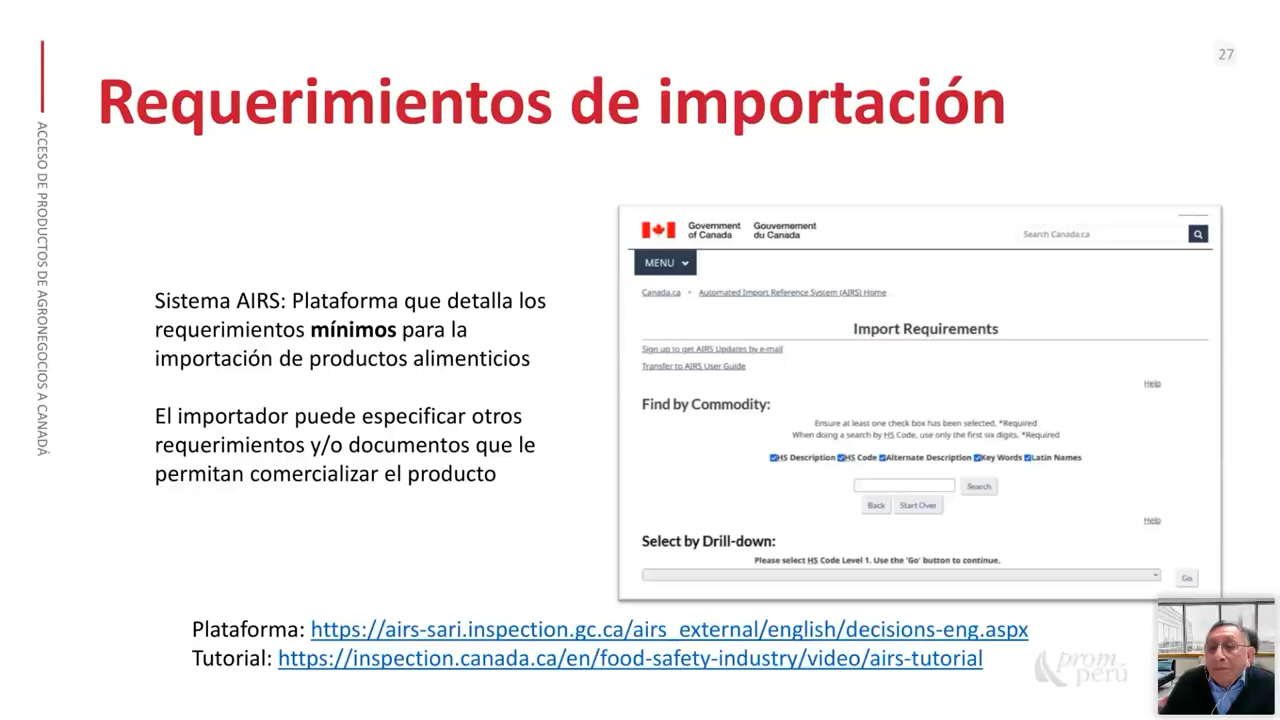 27
Requerimientos de importación
ACCESO DE PRODUCTOS DE AGRONEGOCIOS A CANADÁ
Sistema AIRS: Plataforma que detalla los
requerimientos mínimos para la
importación de productos alimenticios
El importador puede especificar otros
requerimientos y/o documentos que le
permitan comercializar el producto
Government of Canada
Gouvernement du Canada
Search Canada.ca
MENU
Canada.ca > Automated Import Reference System (AIRS) Home
Import Requirements
Sign up to get AIRS Updates by e-mail
Transfer to AIRS User Guide
Help
Find by Commodity:
Ensure at least one check box has been selected. *Required
When doing a search by HS Code, use only the first six digits. *Required
HS Description HS Code Alternate Description Key Words Latin Names
Search
Back Start Over
Help
Select by Drill-down:
Please select HS Code Level 1. Use the 'Go' button to continue.
Go
Plataforma: https://airs-sari.inspection.gc.ca/airs_external/english/decisions-eng.aspx
Tutorial: https://inspection.canada.ca/en/food-safety-industry/video/airs-tutorial
prom
perú